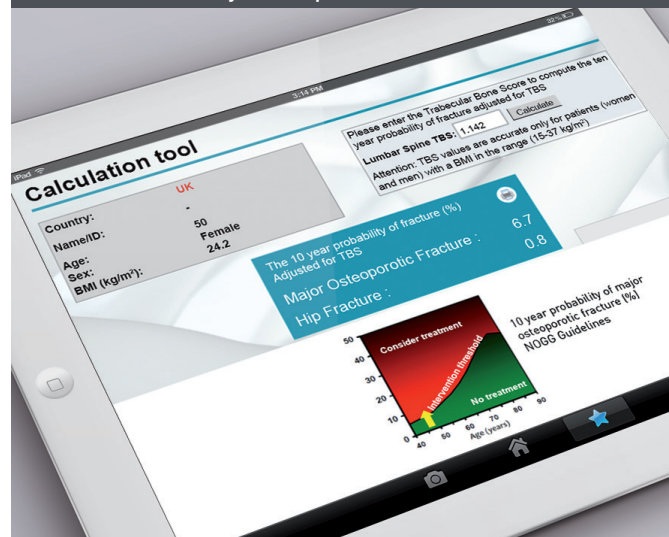 3:14 PM
32 %
iPad
Calculation tool
Country:
UK
Name/ID:
-
Age:
50
Sex:
Female
BMI (kg/m²):
24.2
Please enter the Trabecular Bone Score to compute the ten
year probability of fracture adjusted for TBS
Lumbar Spine TBS: 1.142 Calculate
Attention: TBS values are accurate only for patients (women
and men) with a BMI in the range (15-37 kg/m²)
The 10 year probability of fracture (%)
Adjusted for TBS
Major Osteoporotic Fracture : 6.7
Hip Fracture : 0.8
50
40
30
20
10
0
Consider treatment
Intervention threshold
No treatment
40 50 60 70 80 90
Age (years)
10 year probability of major
osteoporotic fracture (%)
NOGG Guidelines